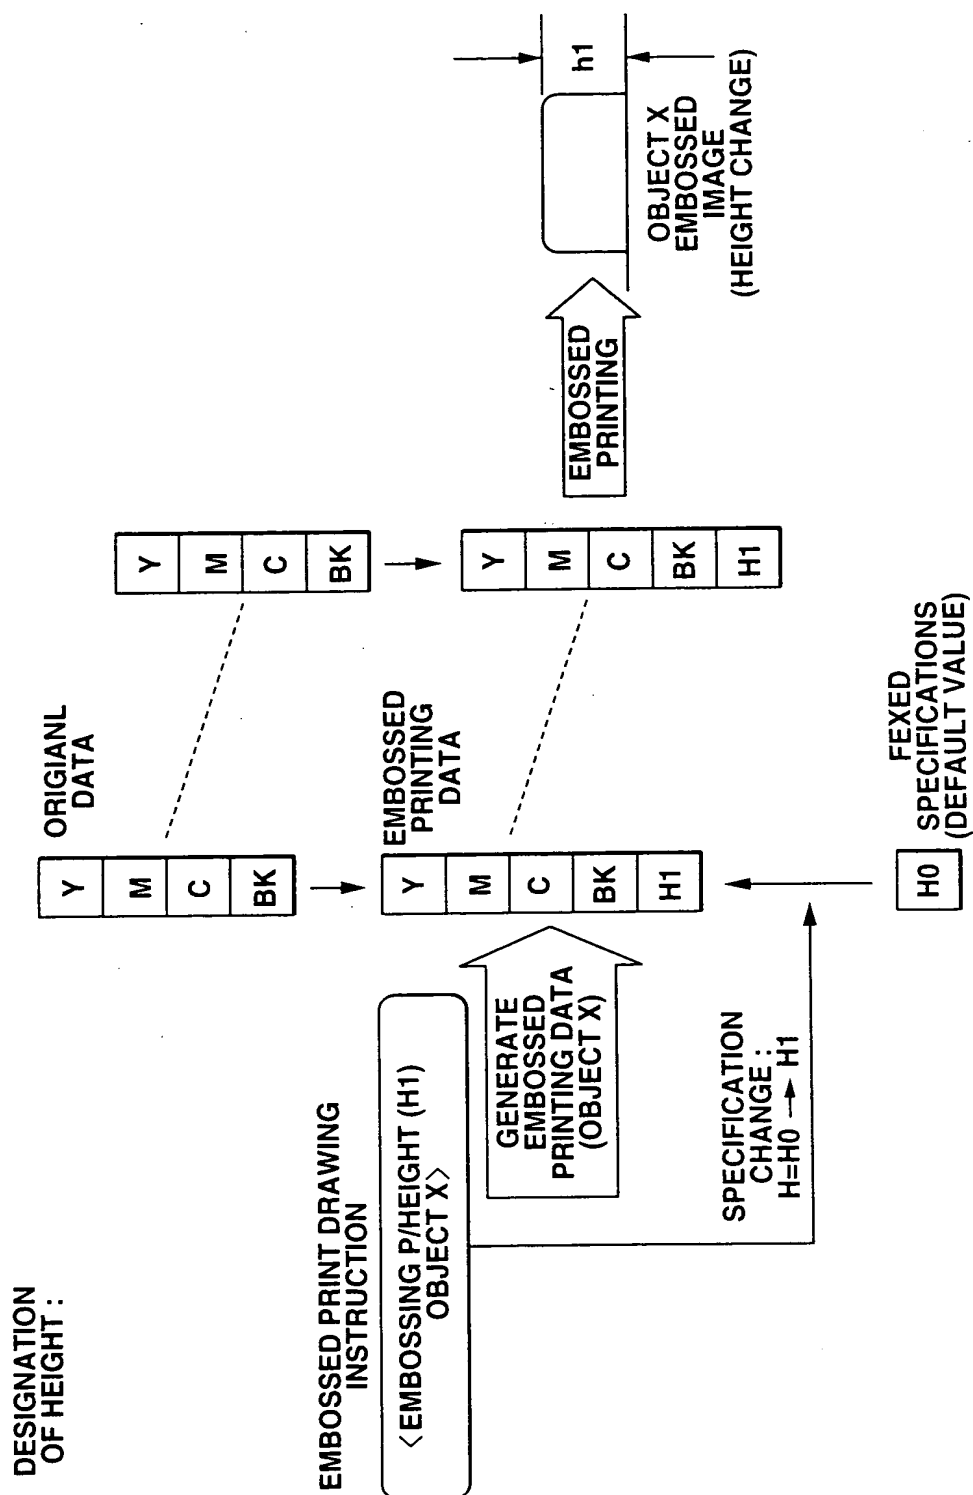 DESIGNATION
OF HEIGHT :
EMBOSSED PRINT DRAWING
INSTRUCTION
〈EMBOSSING P/HEIGHT (H1)
OBJECT X〉
GENERATE
EMBOSSED
PRINTING DATA
(OBJECT X)
SPECIFICATION
CHANGE :
H=H0 → H1
ORIGIANL
DATA
Y
M
C
BK
EMBOSSED
PRINTING
DATA
Y
M
C
BK
H1
H0
FEXED
SPECIFICATIONS
(DEFAULT VALUE)
Y
M
C
BK
Y
M
C
BK
H1
EMBOSSED
PRINTING
h1
OBJECT X
EMBOSSED
IMAGE
(HEIGHT CHANGE)